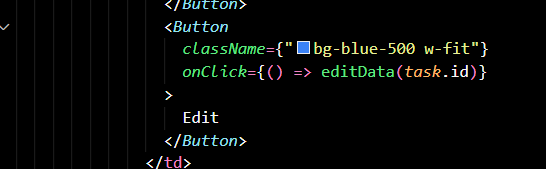 </Button>
<Button
className={"bg-blue-500 w-fit"}
onClick={() => editData(task.id)}
>
Edit
</Button>
</td>